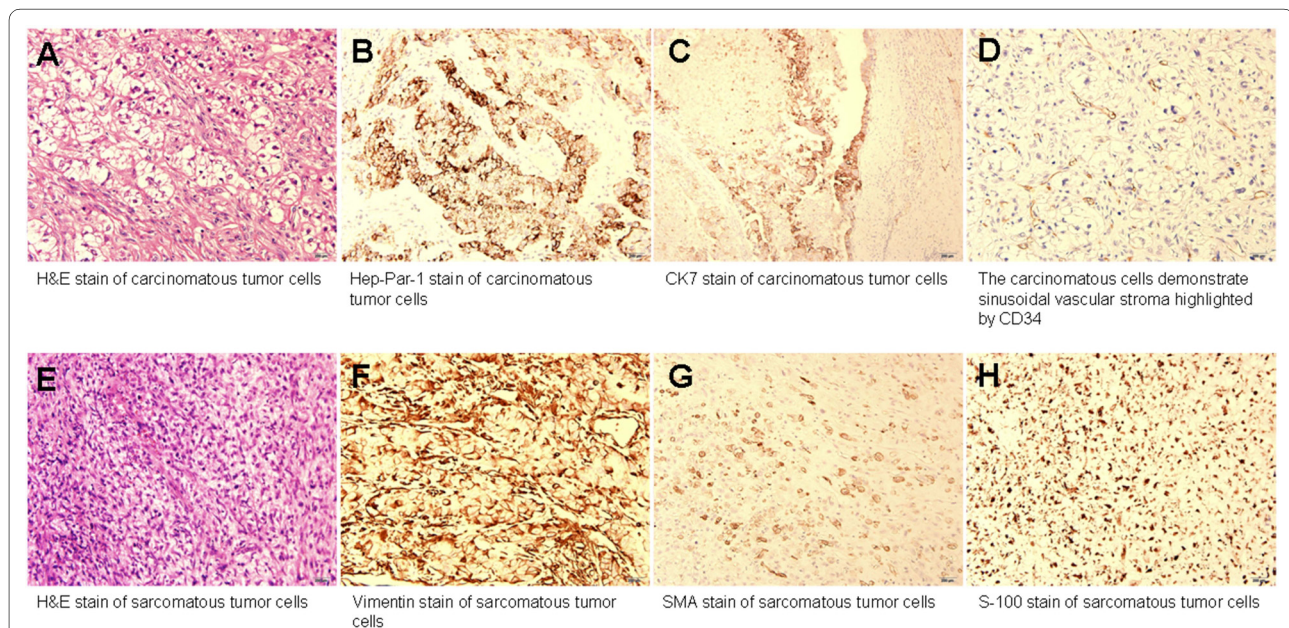 A
B
C
D
H&E stain of carcinomatous tumor cells
Hep-Par-1 stain of carcinomatous
tumor cells
CK7 stain of carcinomatous tumor cells
The carcinomatous cells demonstrate
sinusoidal vascular stroma highlighted
by CD34
E
F
G
H
H&E stain of sarcomatous tumor cells
Vimentin stain of sarcomatous tumor
cells
SMA stain of sarcomatous tumor cells
S-100 stain of sarcomatous tumor cells